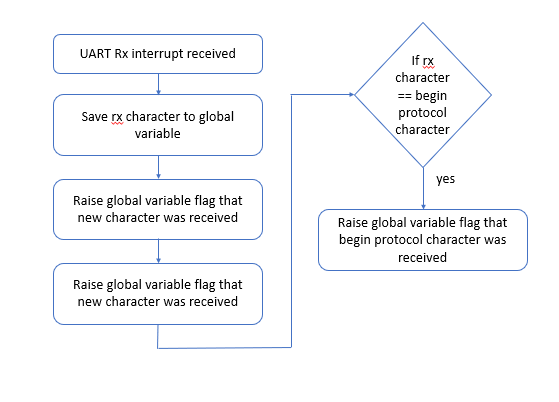 UART Rx interrupt received
Save rx character to global
variable
Raise global variable flag that
new character was received
Raise global variable flag that
new character was received
If rx
character
== begin
protocol
character
yes
Raise global variable flag that
begin protocol character was
received